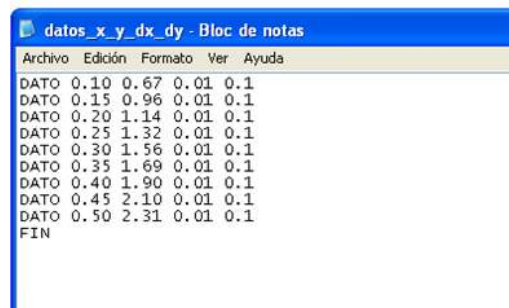 datos_x_y_dx_dy - Bloc de notas
Archivo Edición Formato Ver Ayuda
DATO 0.10 0.67 0.01 0.1
DATO 0.15 0.96 0.01 0.1
DATO 0.20 1.14 0.01 0.1
DATO 0.25 1.32 0.01 0.1
DATO 0.30 1.56 0.01 0.1
DATO 0.35 1.69 0.01 0.1
DATO 0.40 1.90 0.01 0.1
DATO 0.45 2.10 0.01 0.1
DATO 0.50 2.31 0.01 0.1
FIN